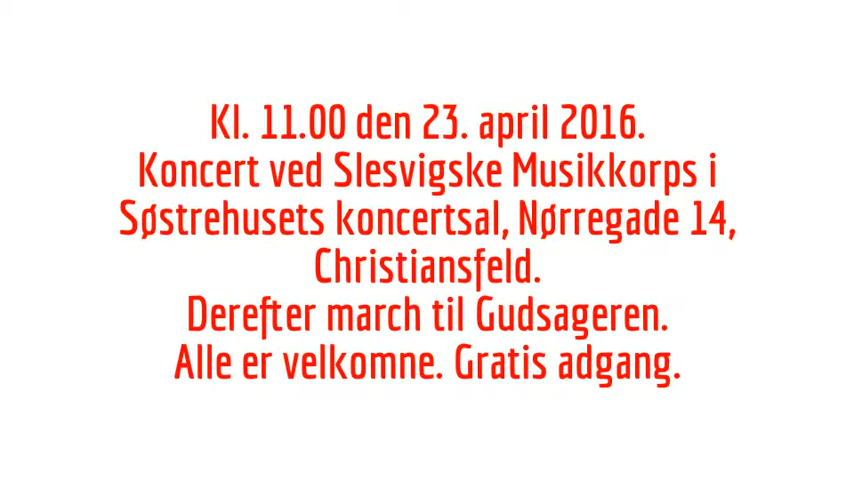 Kl. 11.00 den 23. april 2016.
Koncert ved Slesvigske Musikkorps i
Søstrehusets koncertsal, Nørregade 14,
Christiansfeld.
Derefter march til Gudsageren.
Alle er velkomne. Gratis adgang.